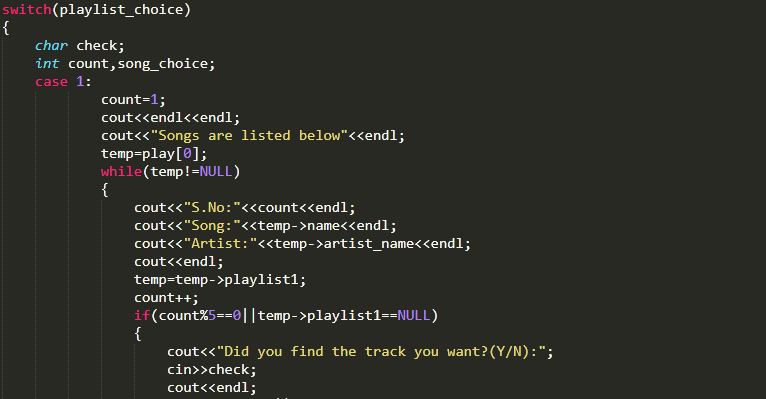 switch(playlist_choice)
{
char check;
int count,song_choice;
case 1:
count=1;
cout<<endl<<endl;
cout<<"Songs are listed below"<<endl;
temp=play[0];
while(temp!=NULL)
{
cout<<"S.No:"<<count<<endl;
cout<<"Song:"<<temp->name<<endl;
cout<<"Artist:"<<temp->artist_name<<endl;
cout<<endl;
temp=temp->playlist1;
count++;
if(count%5==0||temp->playlist1==NULL)
{
cout<<"Did you find the track you want?(Y/N):";
cin>>check;
cout<<endl;